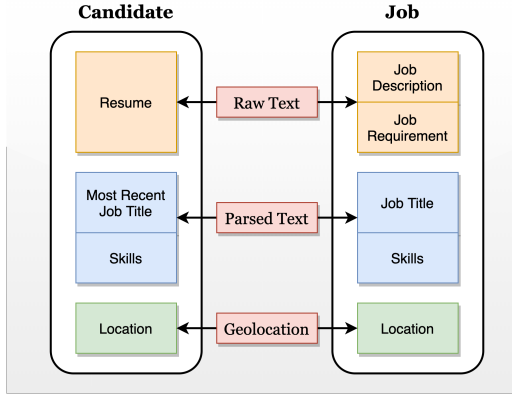 Candidate
Job
Resume
Raw Text
Job
Description
Job
Requirement
Most Recent
Job Title
Parsed Text
Job Title
Skills
Skills
Location
Geolocation
Location